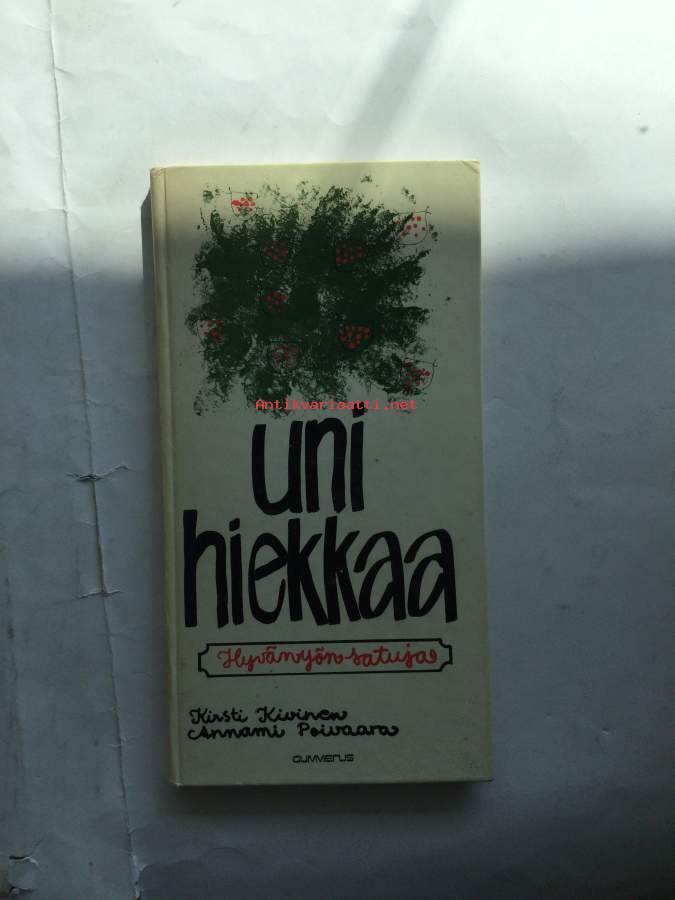 Antikvariaatti.net
uni
hiekkaa
Hyvänyön satuja
Kirsti Kivinen
Annami Poivaara
GUMMERUS